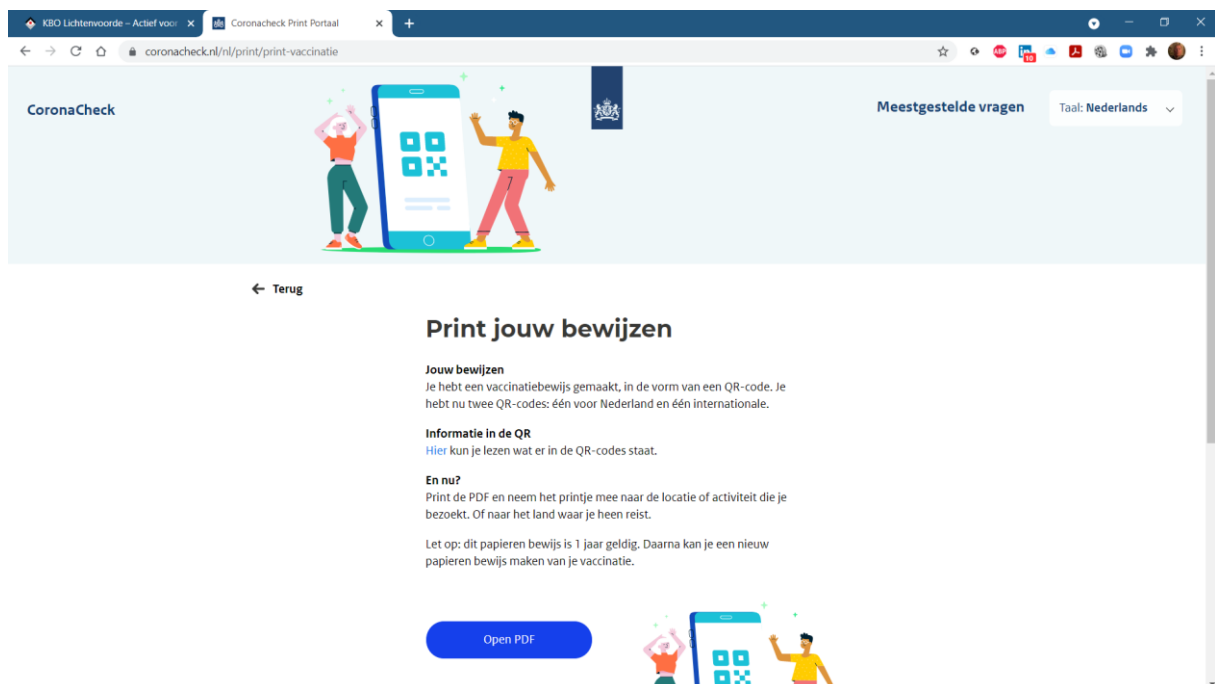 KBO Lichtenvoorde – Actief voor
Coronacheck Print Portaal
coronacheck.nl/nl/print/print-vaccinatie
ABP
10
CoronaCheck
Meestgestelde vragen
Taal: Nederlands
Terug
Print jouw bewijzen
Jouw bewijzen
Je hebt een vaccinatiebewijs gemaakt, in de vorm van een QR-code. Je
hebt nu twee QR-codes: één voor Nederland en één internationale.
Informatie in de QR
Hier kun je lezen wat er in de QR-codes staat.
En nu?
Print de PDF en neem het printje mee naar de locatie of activiteit die je
bezoekt. Of naar het land waar je heen reist.
Let op: dit papieren bewijs is 1 jaar geldig. Daarna kan je een nieuw
papieren bewijs maken van je vaccinatie.
Open PDF